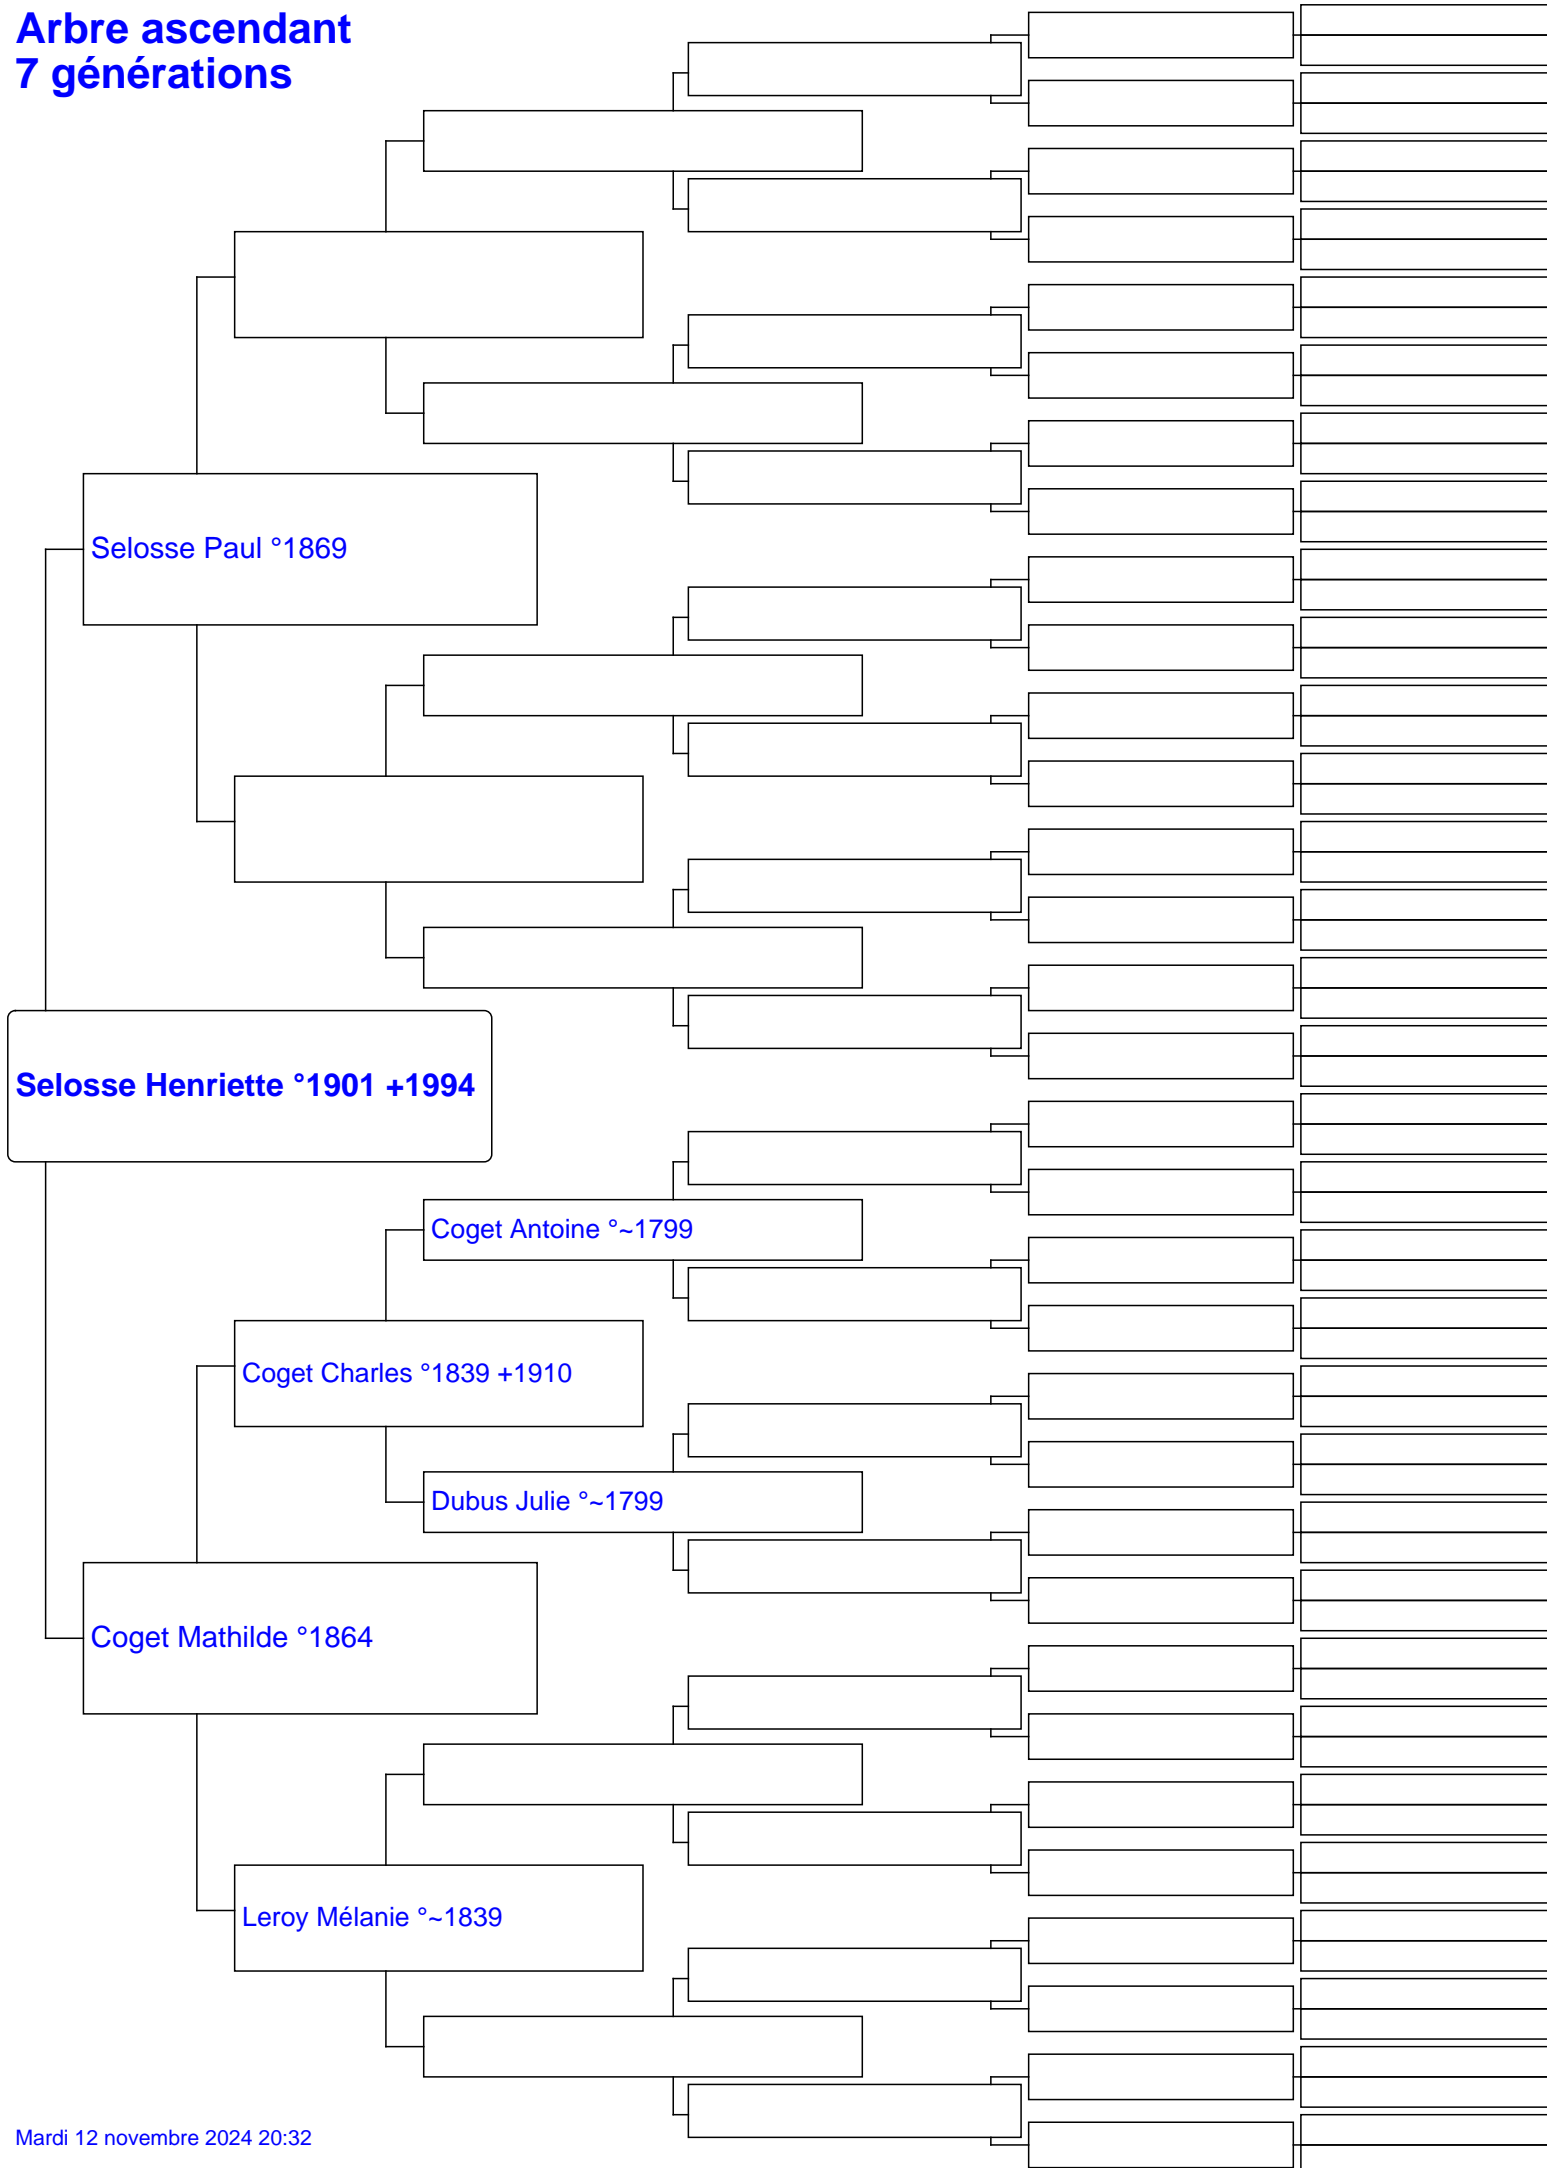 Arbre ascendant
7 générations
Selosse Paul °1869
Selosse Henriette °1901 +1994
Coget Antoine °~1799
Coget Charles °1839 +1910
Dubus Julie °~1799
Coget Mathilde °1864
Leroy Mélanie °~1839
Mardi 12 novembre 2024 20:32